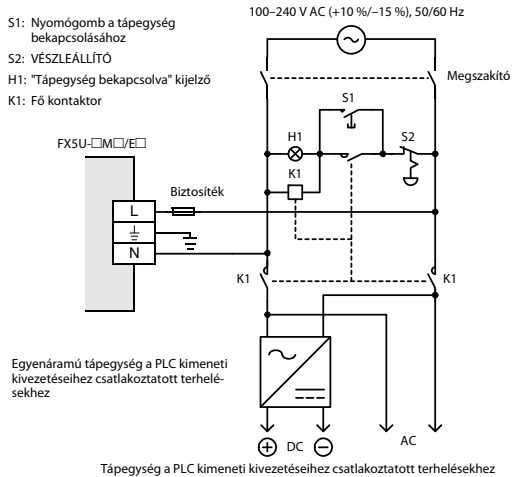 100–240 V AC (+10 %/–15 %), 50/60 Hz
S1: Nyomógomb a tápegység
bekapcsolásához
S2: VÉSZLEÁLLÍTÓ
H1: "Tápegység bekapcsolva" kijelző
K1: Fő kontaktor
Megszakító
S1
H1
S2
FX5U-□M□/E□
K1
Biztosíték
L
N
K1
K1
Egyenáramú tápegység a PLC kimeneti
kivezetéseihez csatlakoztatott terhelé-
sekhez
DC
AC
Tápegység a PLC kimeneti kivezetéseihez csatlakoztatott terhelésekhez